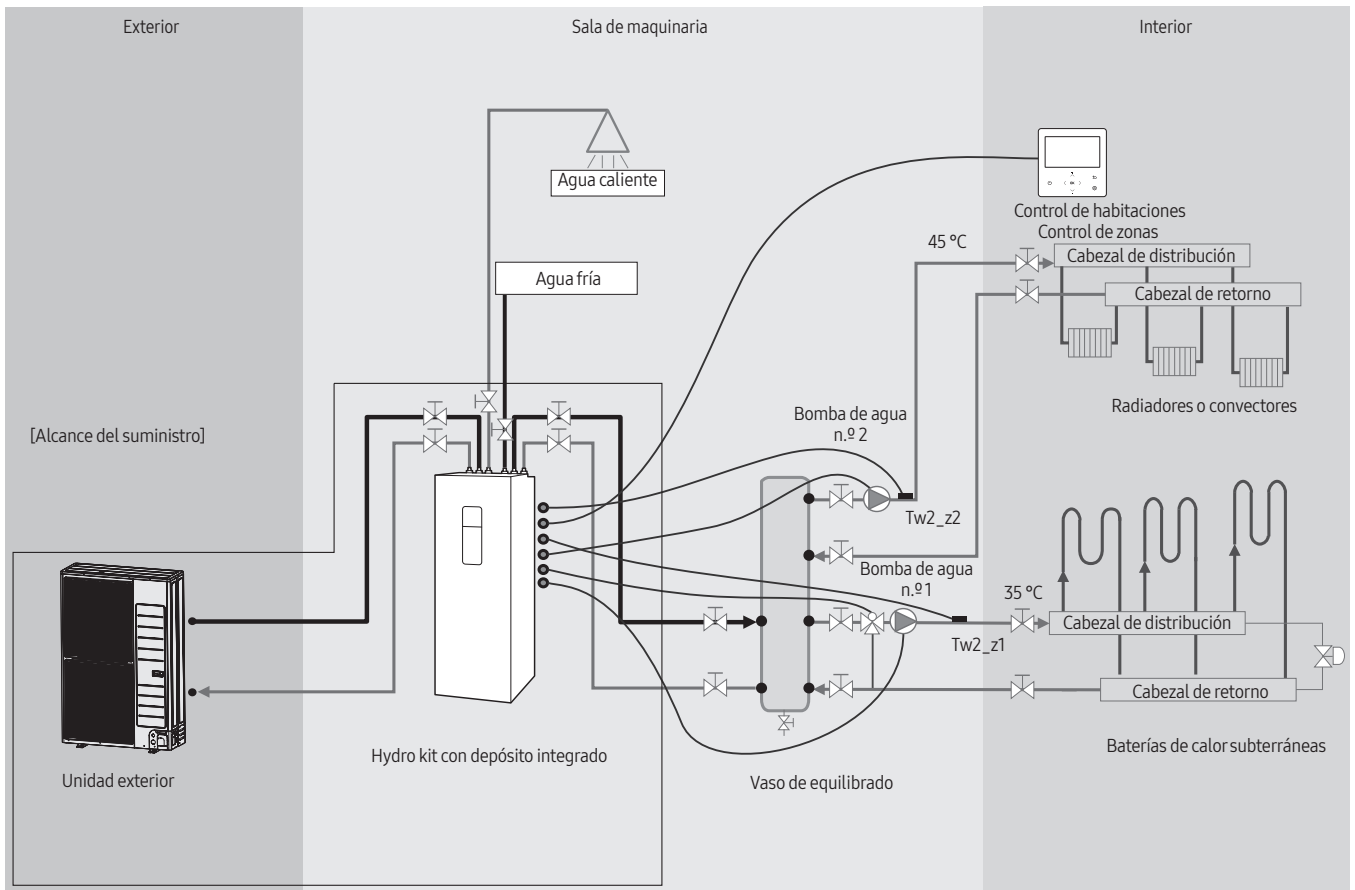 Exterior
Sala de maquinaria
Interior
Agua caliente
Agua fría
Control de habitaciones
Control de zonas
45 °C
Cabezal de distribución
Cabezal de retorno
Radiadores o convectores
[Alcance del suministro]
Bomba de agua
n.º 2
Tw2_z2
Bomba de agua
n.º 1
35 °C
Tw2_z1
Cabezal de distribución
Cabezal de retorno
Baterías de calor subterráneas
Unidad exterior
Hydro kit con depósito integrado
Vaso de equilibrado